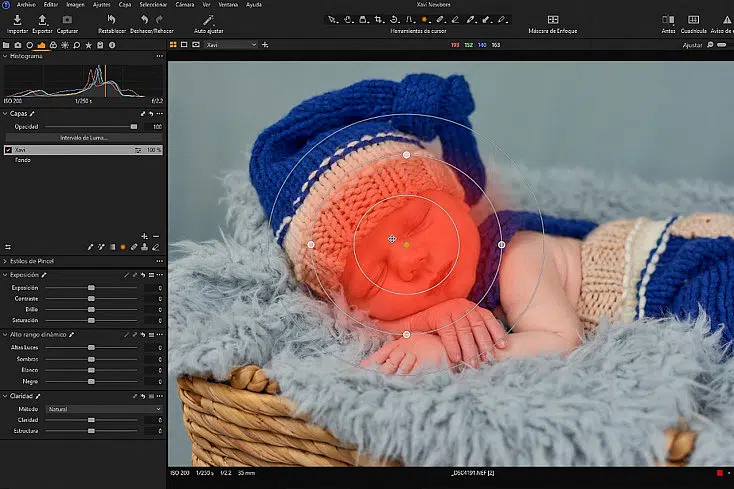 Archivo Editar Imagen Ajustes Capa Seleccionar Cámara Ver Ventana Ayuda
Xavi Newborn
Importar Exportar Capturar Restablecer Deshacer/Rehacer Auto ajustar Herramientas de cursor Máscara de Enfoque Antes Cuadrícula Aviso de
Xavi
193 152 140 163
Ajustar
Histograma
ISO 200 1/250 s f/2.2
Capas
Opacidad 100
Intervalo de Luma...
Xavi 100 %
Fondo
Estilos de Pincel
Exposición
Exposición 0
Contraste 0
Brillo 0
Saturación 0
Alto rango dinámico
Altas Luces 0
Sombras 0
Blanco 0
Negro 0
Claridad
Método Natural
Claridad 0
Estructura 0
ISO 200 1/250 s f/2.2 35 mm
_DSC4191.NEF [2]